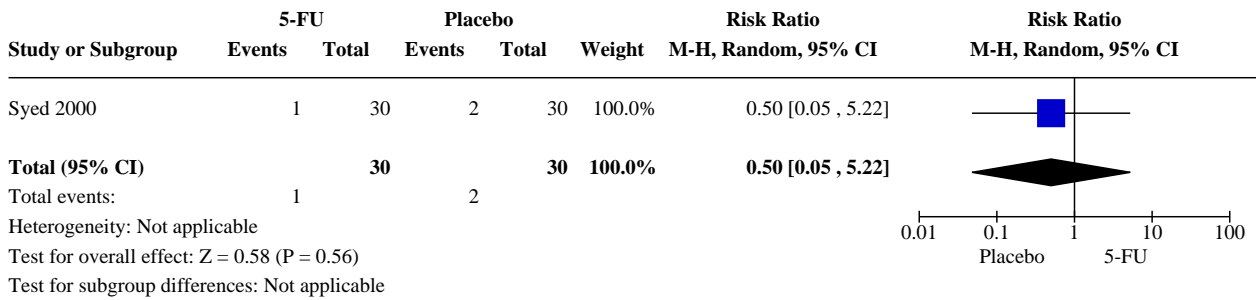 5-FU Placebo Risk Ratio Risk Ratio
Study or Subgroup Events Total Events Total Weight M-H, Random, 95% CI M-H, Random, 95% CI
Syed 2000 1 30 2 30 100.0% 0.50 [0.05 , 5.22]
Total (95% CI) 30 30 100.0% 0.50 [0.05 , 5.22]
Total events: 1 2
Heterogeneity: Not applicable
Test for overall effect: Z = 0.58 (P = 0.56)
Test for subgroup differences: Not applicable
0.01 0.1 1 10 100
Placebo 5-FU